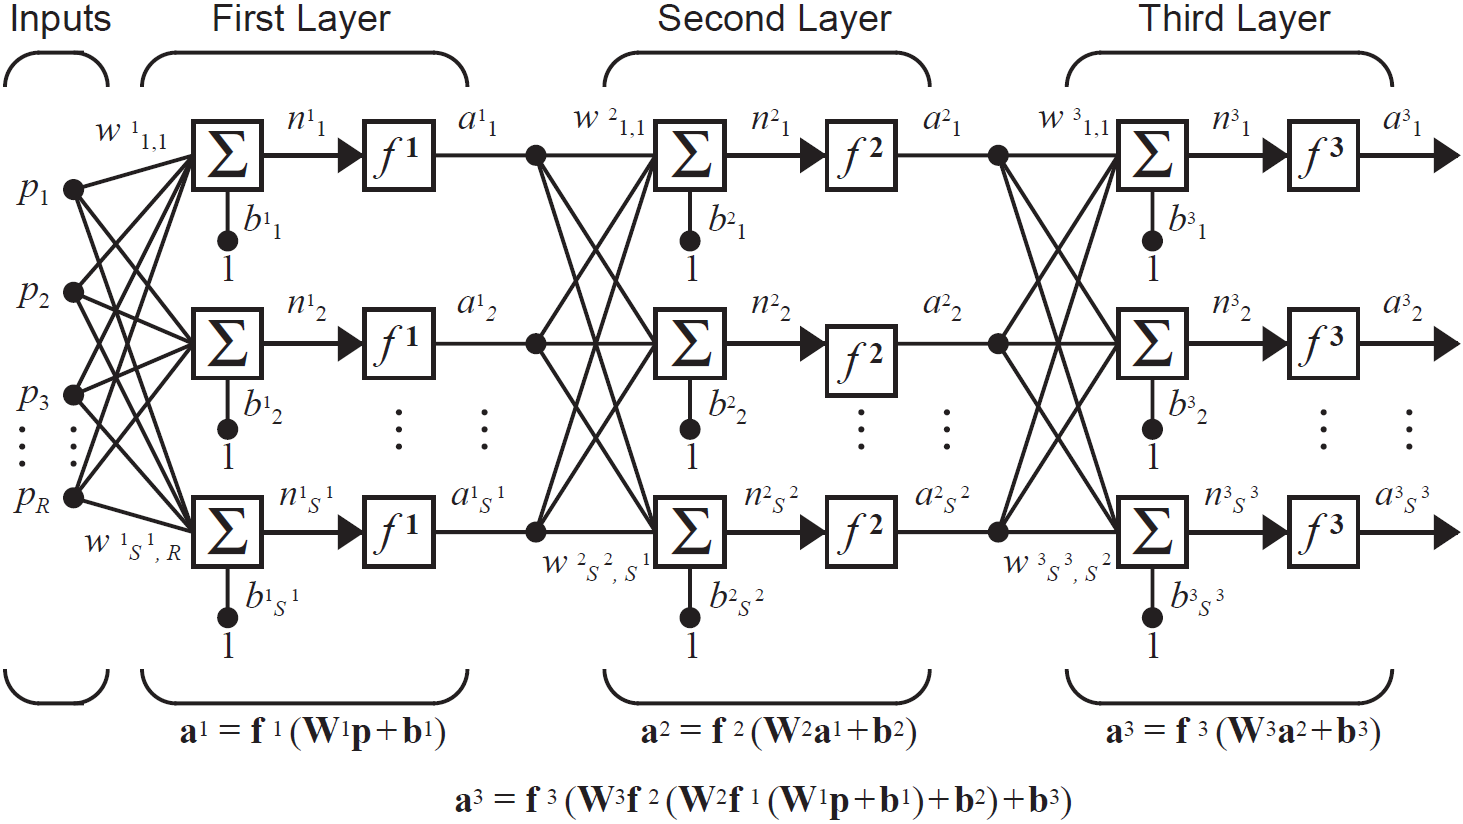 Inputs First Layer Second Layer Third Layer
w¹₁,₁ n¹₁ a¹₁ w²₁,₁ n²₁ a²₁ w³₁,₁ n³₁ a³₁
Σ f¹ Σ f² Σ f³
p₁
b¹₁ b²₁ b³₁
1 1 1
p₂ n¹₂ a¹₂ n²₂ a²₂ n³₂ a³₂
Σ f¹ Σ f² Σ f³
p₃ b¹₂ b²₂ b³₂
1 1 1
p_R n¹_S¹ a¹_S¹ n²_S² a²_S² n³_S³ a³_S³
Σ f¹ Σ f² Σ f³
w¹_S¹, R w²_S², S¹ w³_S³, S²
b¹_S¹ b²_S² b³_S³
1 1 1
a¹ = f¹ (W¹p + b¹) a² = f² (W²a¹ + b²) a³ = f³ (W³a² + b³)
a³ = f³ (W³f² (W²f¹ (W¹p + b¹) + b²) + b³)